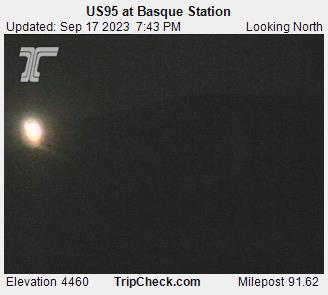 US95 at Basque Station
Updated: Sep 17 2023 7:43 PM Looking North
Elevation 4460 TripCheck.com Milepost 91.62